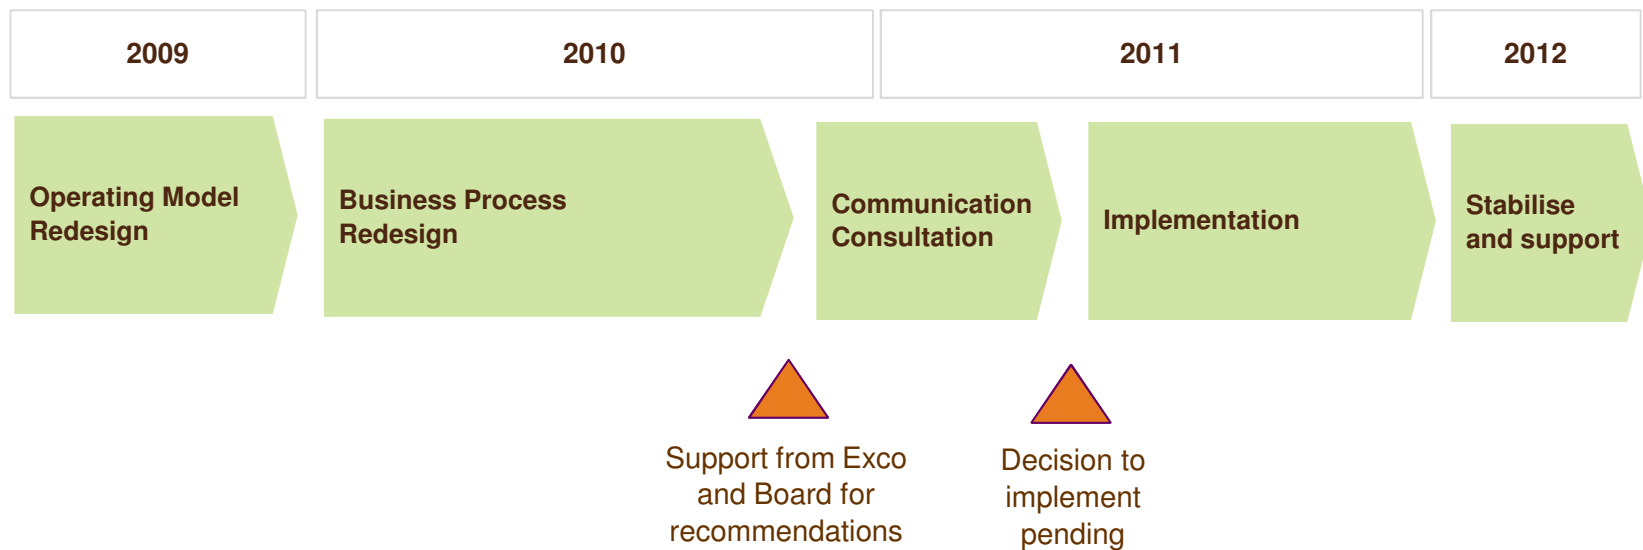 2009
2010
2011
2012
Operating Model
Redesign
Business Process
Redesign
Communication
Consultation
Implementation
Stabilise
and support
Support from Exco
and Board for
recommendations
Decision to
implement
pending